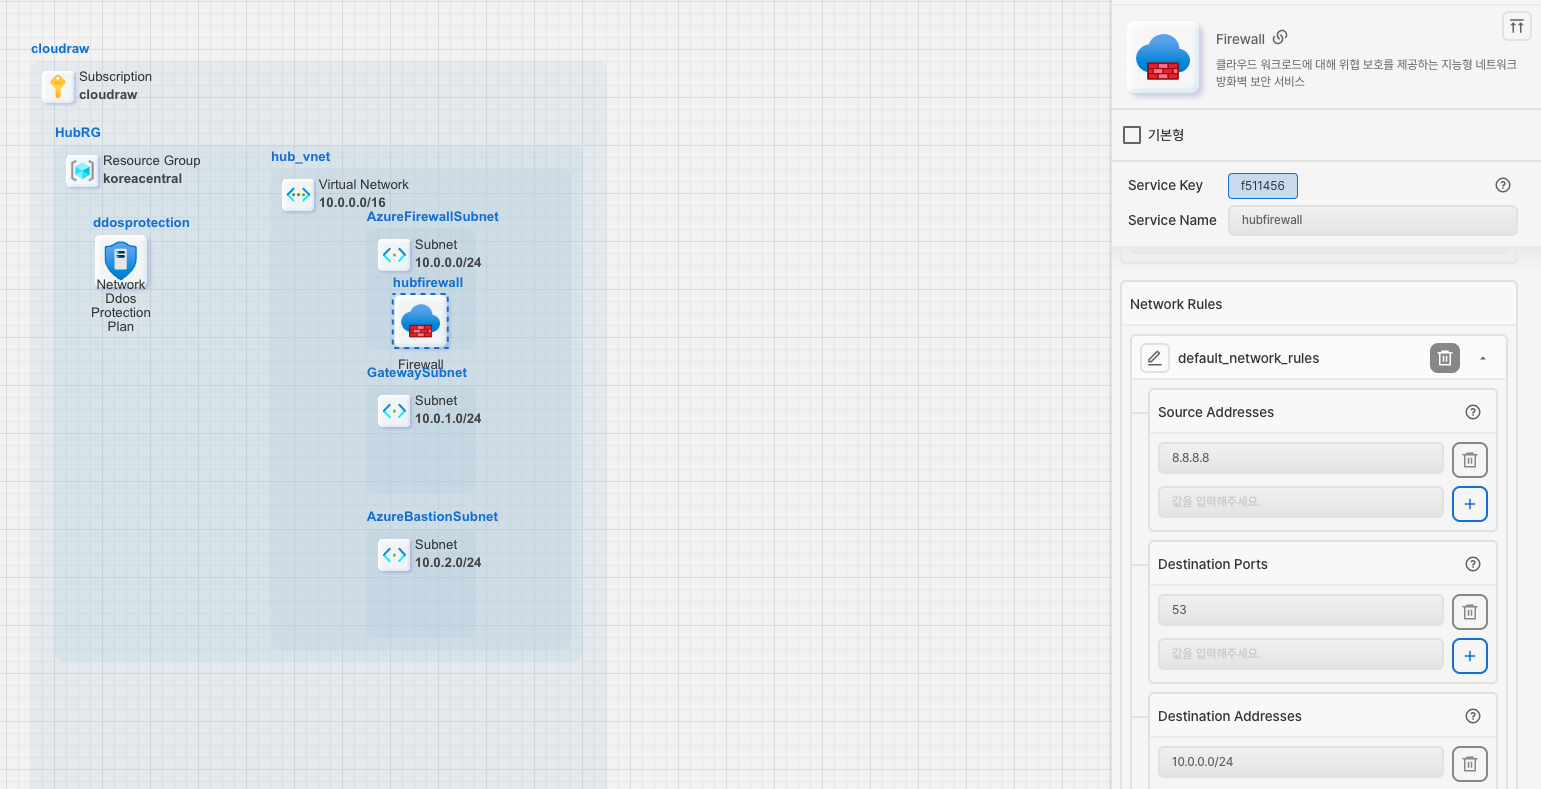 cloudraw
Subscription
cloudraw
HubRG
Resource Group
koreacentral
ddosprotection
Network
Ddos
Protection
Plan
hub_vnet
Virtual Network
10.0.0.0/16
AzureFirewallSubnet
Subnet
10.0.0.0/24
hubfirewall
Firewall
GatewaySubnet
Subnet
10.0.1.0/24
AzureBastionSubnet
Subnet
10.0.2.0/24
Firewall
클라우드 워크로드에 대해 위협 보호를 제공하는 지능형 네트워크
방화벽 보안 서비스
기본형
Service Key
f511456
Service Name
hubfirewall
Network Rules
default_network_rules
Source Addresses
8.8.8.8
값을 입력해주세요.
Destination Ports
53
값을 입력해주세요.
Destination Addresses
10.0.0.0/24